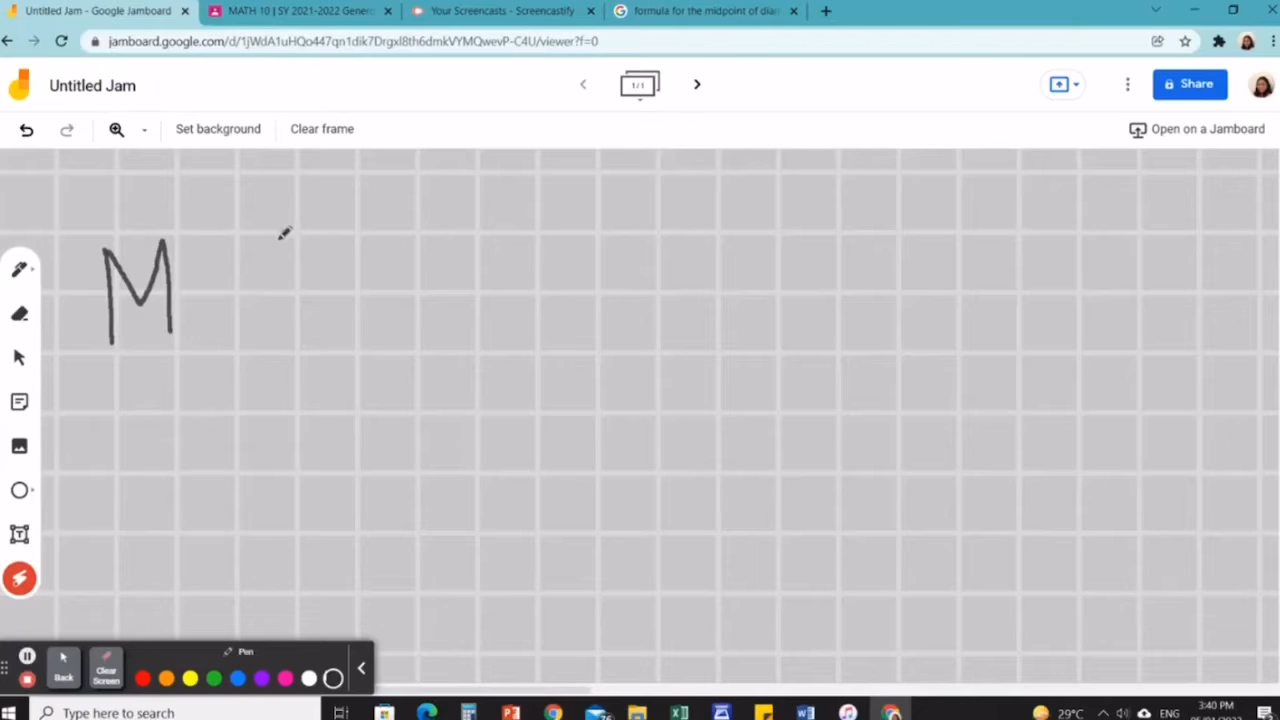 Untitled Jam - Google Jamboard
MATH 10 | SY 2021-2022 Gener
Your Screencasts - Screencastify
formula for the midpoint of dia
jamboard.google.com/d/1jWdA1uHQo447qn1dik7Drgxl8th6dmkVYMQwevP-C4U/viewer?f=0
Untitled Jam
1/1
Share
Set background
Clear frame
Open on a Jamboard
M
Pen
Back
Clear Screen
Type here to search
29°C
ENG
3:40 PM